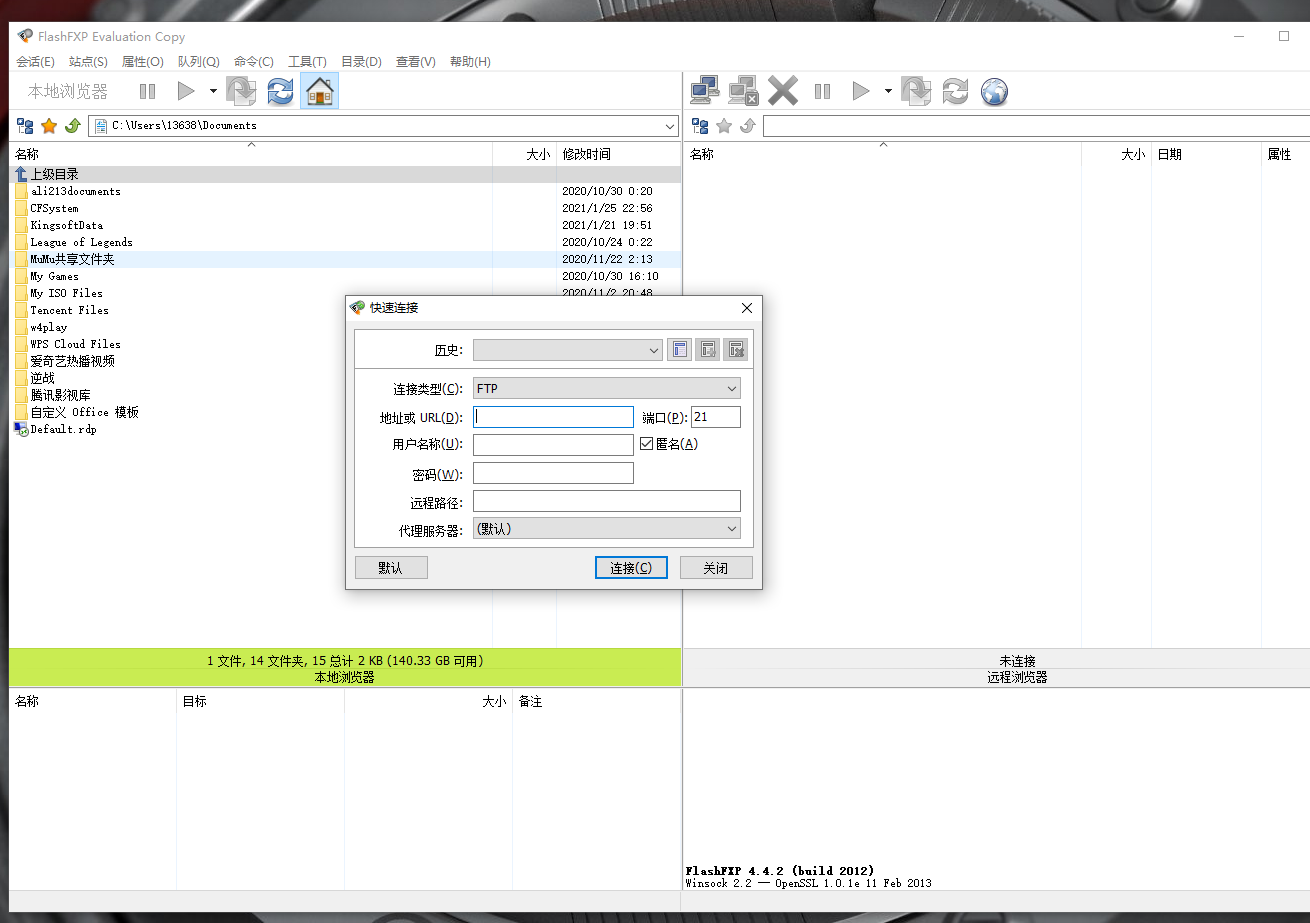 FlashFXP Evaluation Copy
会话(E) 站点(S) 属性(O) 队列(Q) 命令(C) 工具(T) 目录(D) 查看(V) 帮助(H)
本地浏览器
C:\Users\13638\Documents
名称 大小 修改时间
名称 大小 日期 属性
上级目录
ali213documents 2020/10/30 0:20
CFSystem 2021/1/25 22:56
KingsoftData 2021/1/21 19:51
League of Legends 2020/10/24 0:22
MuMu共享文件夹 2020/11/22 2:13
My Games 2020/10/30 16:10
My ISO Files 2020/11/2 20:48
Tencent Files
w4play
WPS Cloud Files
爱奇艺热播视频
逆战
腾讯影视库
自定义 Office 模板
Default.rdp
快速连接
历史:
连接类型(C): FTP
地址或 URL(D): 端口(P): 21
用户名称(U): 匿名(A)
密码(W):
远程路径:
代理服务器: (默认)
默认 连接(C) 关闭
1 文件, 14 文件夹, 15 总计 2 KB (140.33 GB 可用)
本地浏览器
未连接
远程浏览器
名称 目标 大小 备注
FlashFXP 4.4.2 (build 2012)
Winsock 2.2 — OpenSSL 1.0.1e 11 Feb 2013